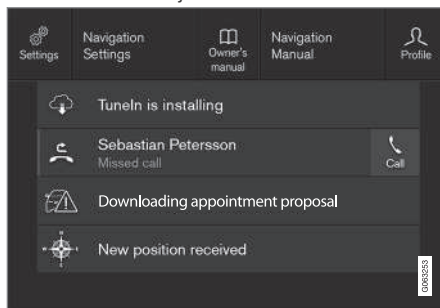 Settings
Navigation
Settings
Owner's
manual
Navigation
Manual
Profile
TuneIn is installing
Sebastian Petersson
Missed call
Call
Downloading appointment proposal
New position received
G063253